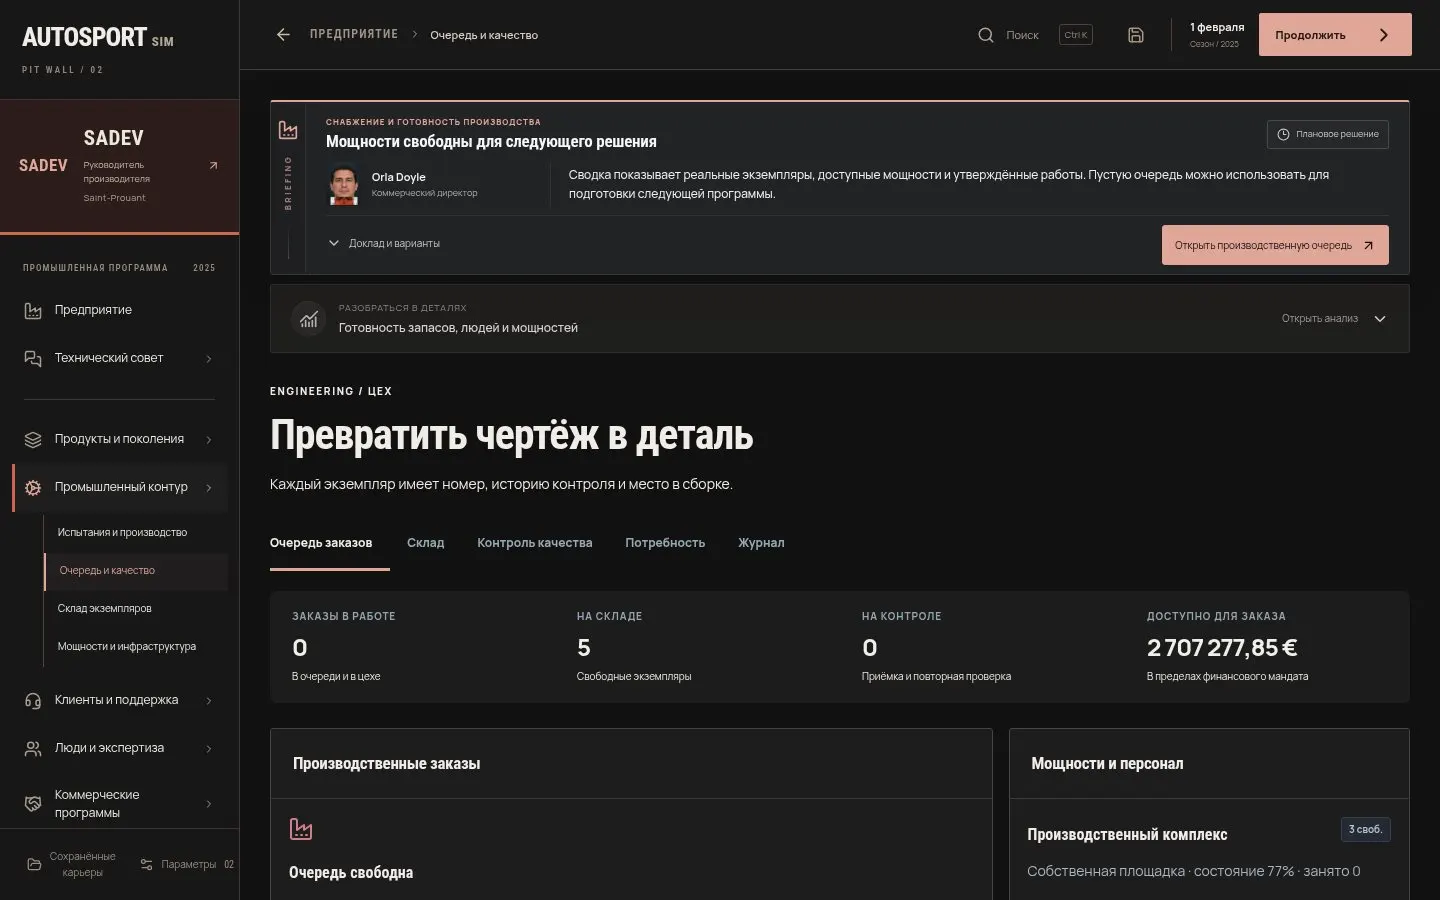 AUTOSPORT SIM
PIT WALL / 02
SADEV
SADEV
Руководитель
производителя
Saint-Prouant
ПРОМЫШЛЕННАЯ ПРОГРАММА 2025
Предприятие
Технический совет
Продукты и поколения
Промышленный контур
Испытания и производство
Очередь и качество
Склад экземпляров
Мощности и инфраструктура
Клиенты и поддержка
Люди и экспертиза
Коммерческие
программы
Сохранённые
карьеры
Параметры 02
ПРЕДПРИЯТИЕ
Очередь и качество
Поиск
Ctrl K
1 февраля
Сезон / 2025
Продолжить
BRIEFING
СНАБЖЕНИЕ И ГОТОВНОСТЬ ПРОИЗВОДСТВА
Мощности свободны для следующего решения
Плановое решение
Orla Doyle
Коммерческий директор
Сводка показывает реальные экземпляры, доступные мощности и утверждённые работы. Пустую очередь можно использовать для
подготовки следующей программы.
Доклад и варианты
Открыть производственную очередь
РАЗОБРАТЬСЯ В ДЕТАЛЯХ
Готовность запасов, людей и мощностей
Открыть анализ
ENGINEERING / ЦЕХ
Превратить чертёж в деталь
Каждый экземпляр имеет номер, историю контроля и место в сборке.
Очередь заказов
Склад
Контроль качества
Потребность
Журнал
ЗАКАЗЫ В РАБОТЕ
0
В очереди и в цехе
НА СКЛАДЕ
5
Свободные экземпляры
НА КОНТРОЛЕ
0
Приёмка и повторная проверка
ДОСТУПНО ДЛЯ ЗАКАЗА
2 707 277,85 €
В пределах финансового мандата
Производственные заказы
Очередь свободна
Мощности и персонал
Производственный комплекс
3 своб.
Собственная площадка · состояние 77% · занято 0